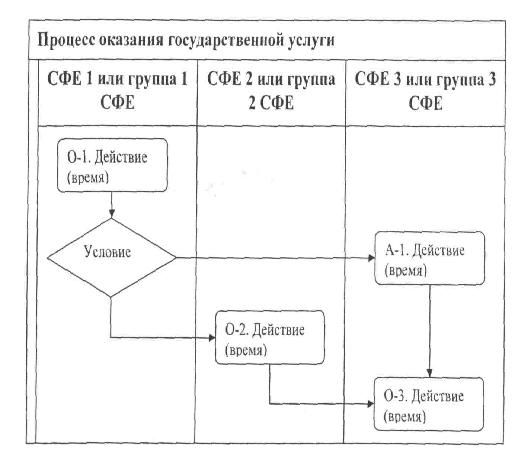 Процесс оказания государственной услуги
СФЕ 1 или группа 1
СФЕ
СФЕ 2 или группа
2 СФЕ
СФЕ 3 или группа 3
СФЕ
О-1. Действие
(время)
Условие
А-1. Действие
(время)
О-2. Действие
(время)
О-3. Действие
(время)